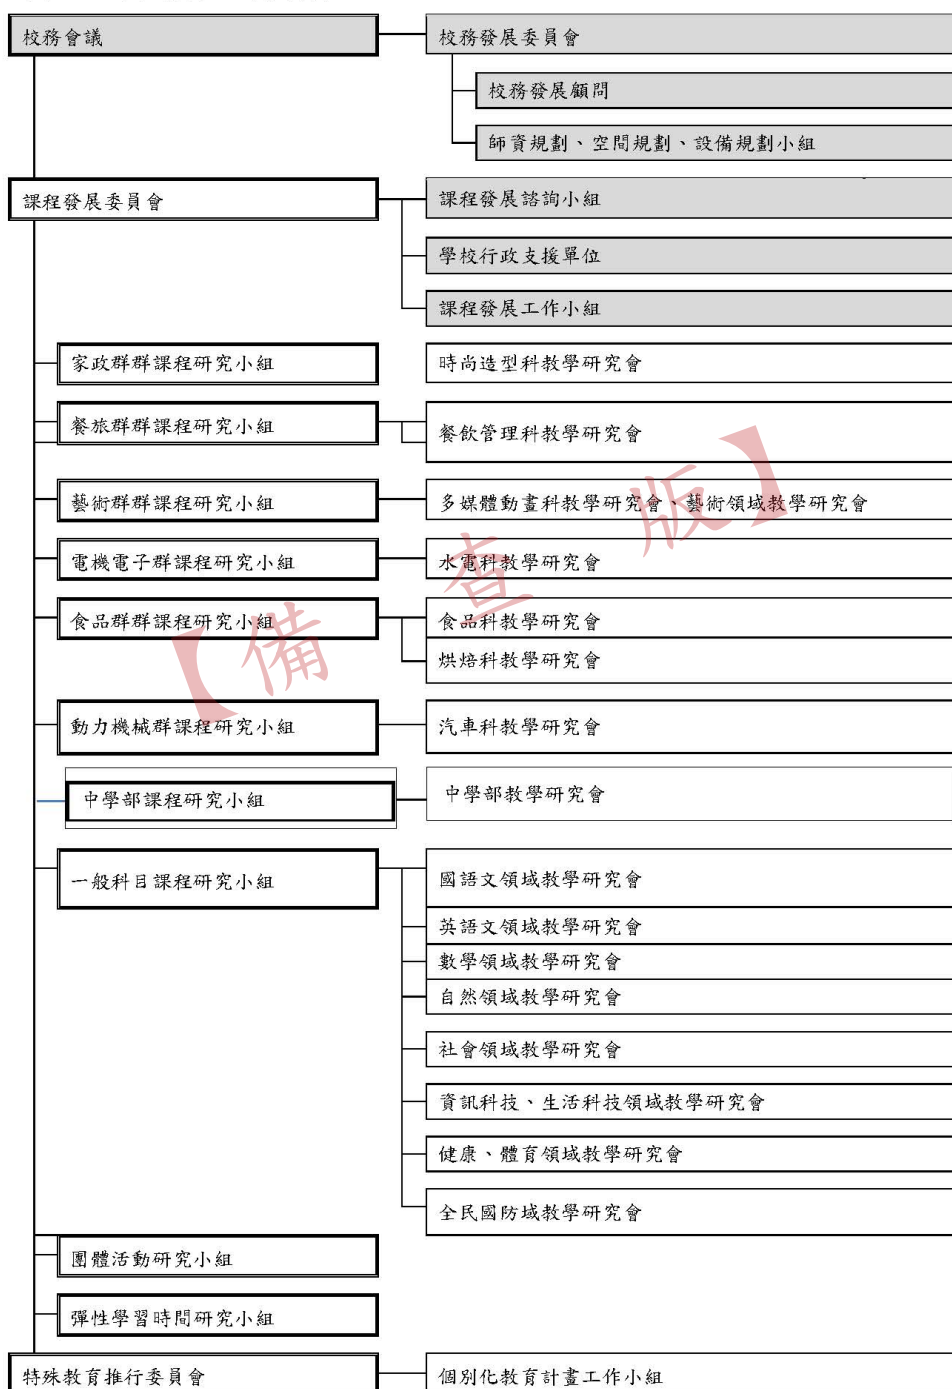 校務會議
校務發展委員會
校務發展顧問
師資規劃、空間規劃、設備規劃小組
課程發展委員會
課程發展諮詢小組
學校行政支援單位
課程發展工作小組
家政群群課程研究小組
時尚造型科教學研究會
餐旅群群課程研究小組
餐飲管理科教學研究會
藝術群群課程研究小組
多媒體動畫科教學研究會、藝術領域教學研究會
電機電子群課程研究小組
水電科教學研究會
食品群群課程研究小組
食品科教學研究會
烘焙科教學研究會
動力機械群課程研究小組
汽車科教學研究會
中學部課程研究小組
中學部教學研究會
一般科目課程研究小組
國語文領域教學研究會
英語文領域教學研究會
數學領域教學研究會
自然領域教學研究會
社會領域教學研究會
資訊科技、生活科技領域教學研究會
健康、體育領域教學研究會
全民國防域教學研究會
團體活動研究小組
彈性學習時間研究小組
特殊教育推行委員會
個別化教育計畫工作小組
【備查版】